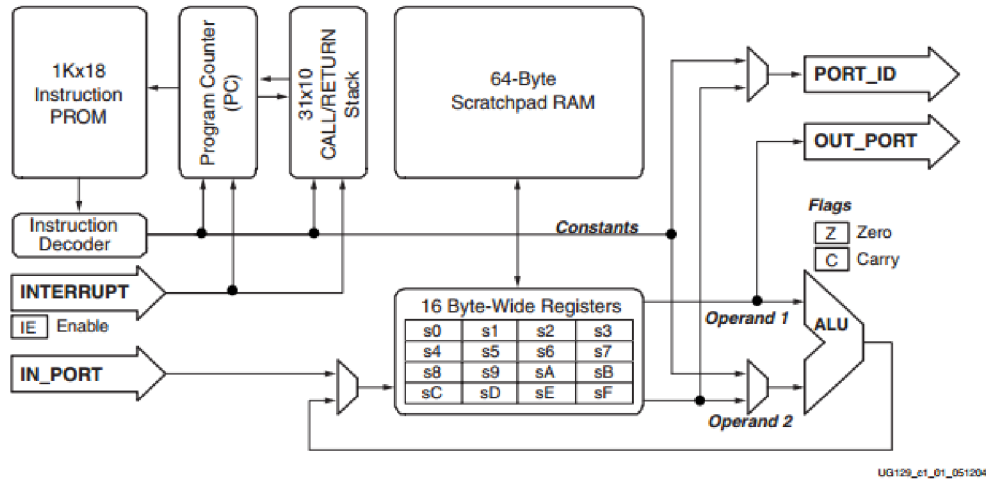 1Kx18
Instruction
PROM
Program Counter
(PC)
31x10
CALL/RETURN
Stack
64-Byte
Scratchpad RAM
PORT_ID
OUT_PORT
Instruction
Decoder
Constants
Flags
Z Zero
C Carry
INTERRUPT
IE Enable
IN_PORT
16 Byte-Wide Registers
s0 s1 s2 s3
s4 s5 s6 s7
s8 s9 sA sB
sC sD sE sF
Operand 1
ALU
Operand 2
UG129_c1_01_051204